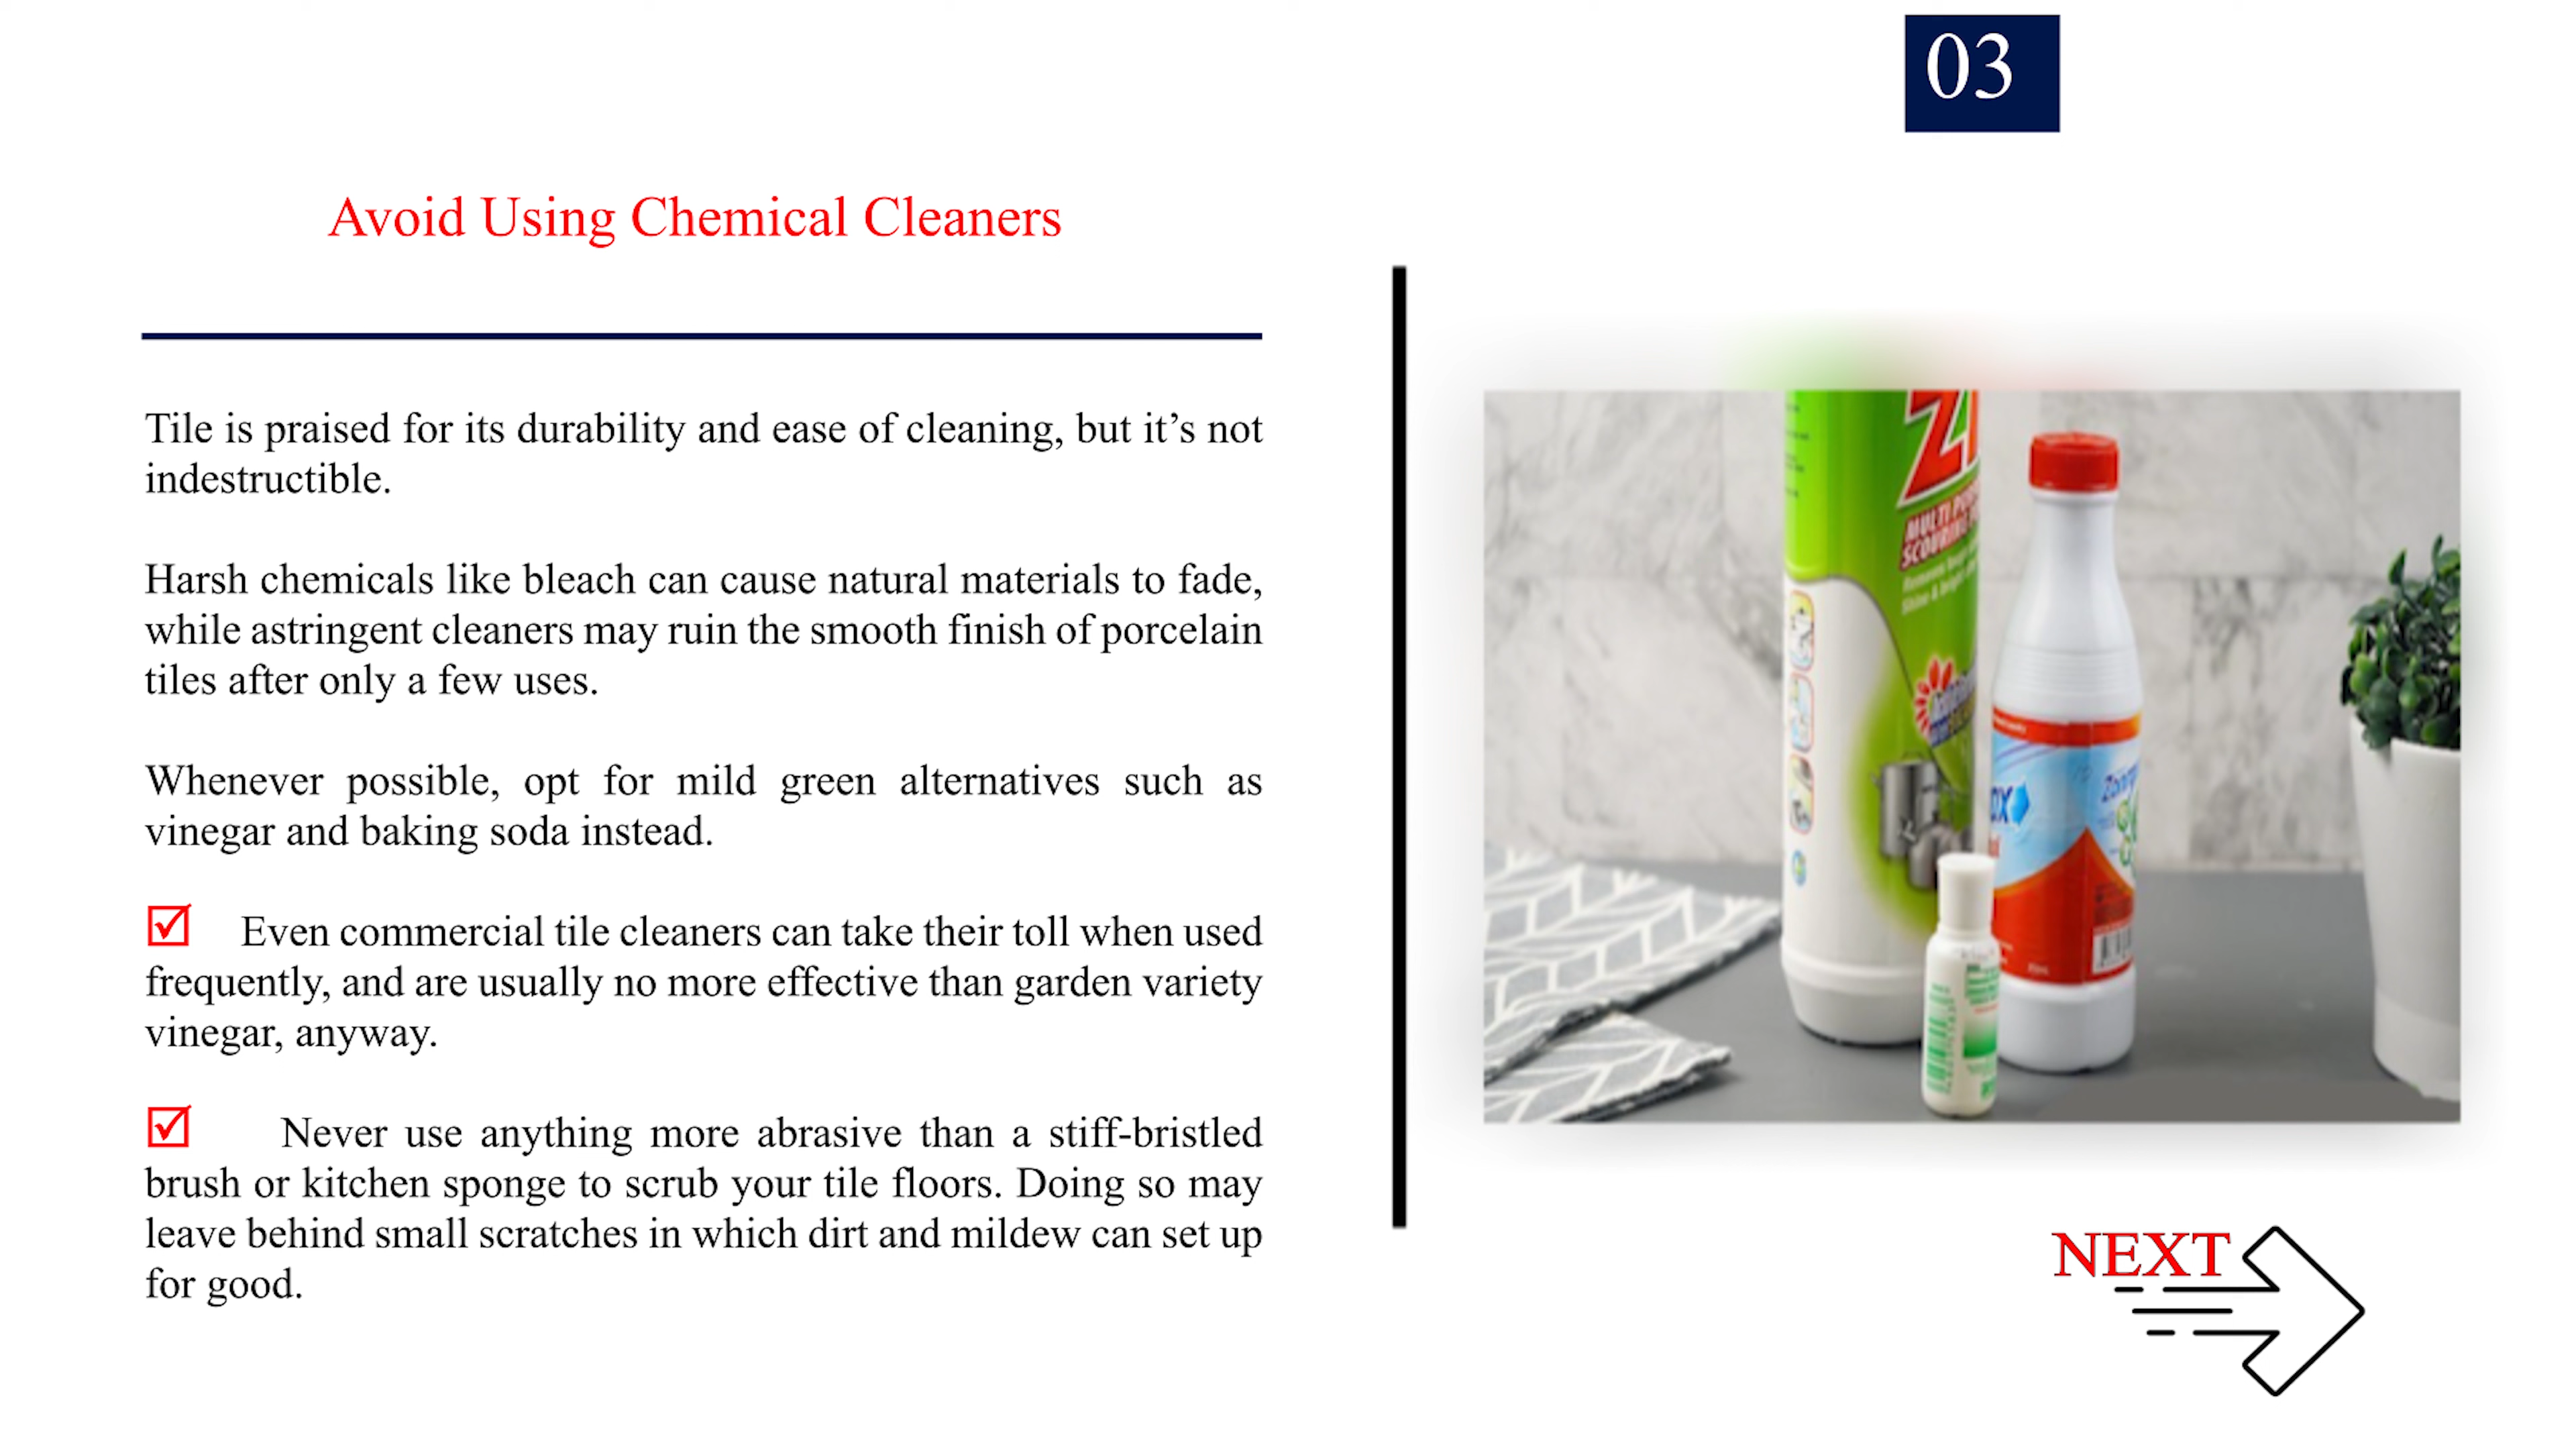 03
Avoid Using Chemical Cleaners
Tile is praised for its durability and ease of cleaning, but it’s not
indestructible.
Harsh chemicals like bleach can cause natural materials to fade,
while astringent cleaners may ruin the smooth finish of porcelain
tiles after only a few uses.
Whenever possible, opt for mild green alternatives such as
vinegar and baking soda instead.
Even commercial tile cleaners can take their toll when used
frequently, and are usually no more effective than garden variety
vinegar, anyway.
Never use anything more abrasive than a stiff-bristled
brush or kitchen sponge to scrub your tile floors. Doing so may
leave behind small scratches in which dirt and mildew can set up
for good.
MULTI
SCOURING
NEXT